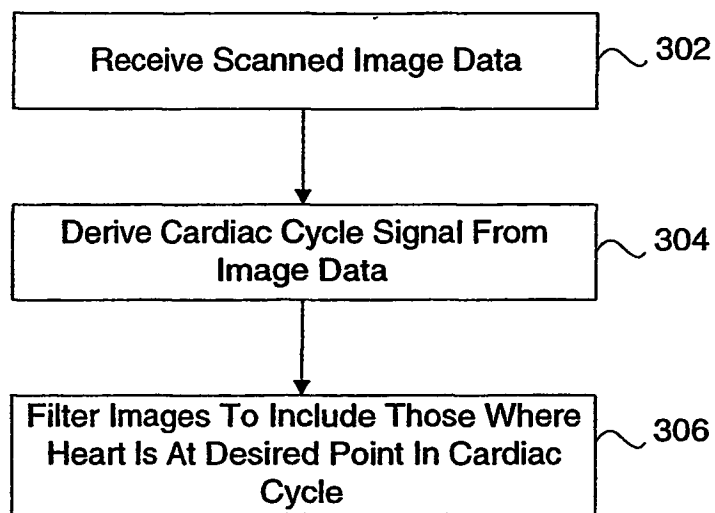 Receive Scanned Image Data
302
Derive Cardiac Cycle Signal From
Image Data
304
Filter Images To Include Those Where
Heart Is At Desired Point In Cardiac
Cycle
306